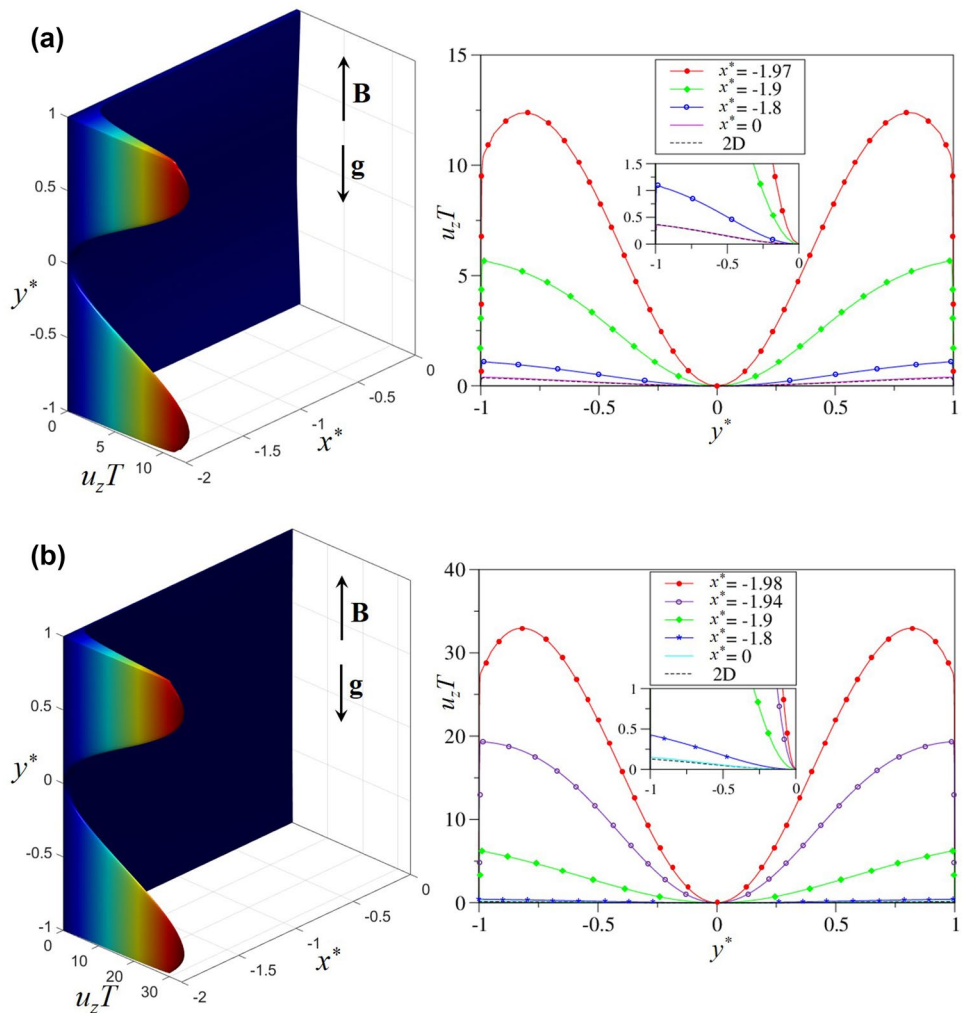 (a)
B
g
1
0.5
0
-0.5
-1
y*
0
5
10
u_zT
-2
-1.5
-1
-0.5
0
x*
15
10
5
0
u_zT
x* = -1.97
x* = -1.9
x* = -1.8
x* = 0
2D
1.5
1
0.5
0
-1 -0.5 0
-1 -0.5 0 0.5 1
y*
(b)
B
g
1
0.5
0
-0.5
-1
y*
0
10
20
30
u_zT
-2
-1.5
-1
-0.5
0
x*
40
30
20
10
0
u_zT
x* = -1.98
x* = -1.94
x* = -1.9
x* = -1.8
x* = 0
2D
1
0.5
0
-1 -0.5 0
-1 -0.5 0 0.5 1
y*